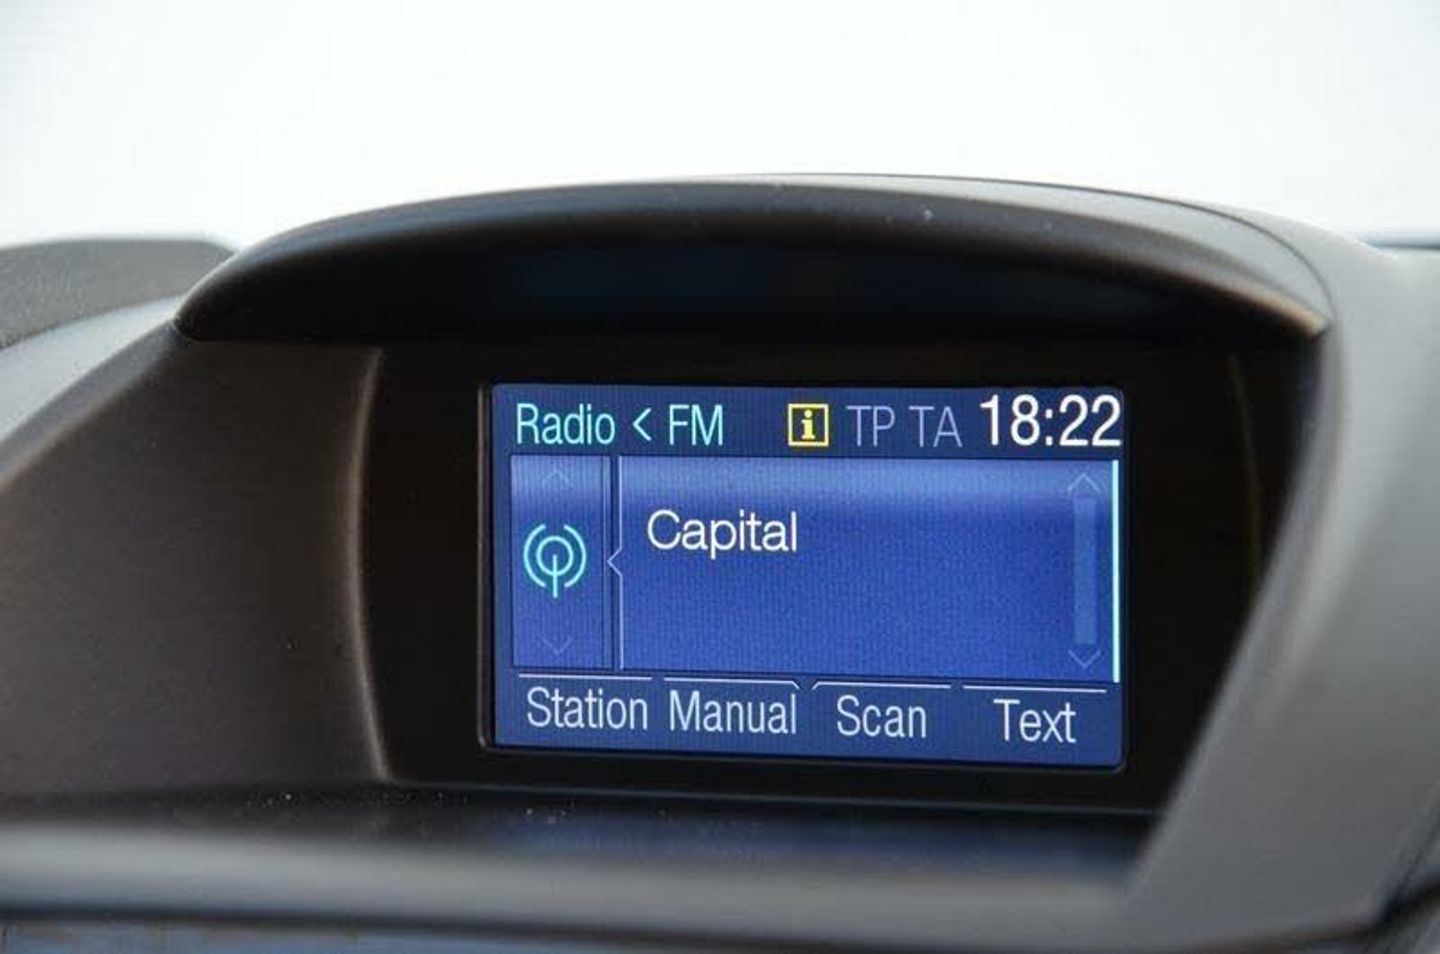 Radio < FM i TP TA 18:22
Capital
Station Manual Scan Text